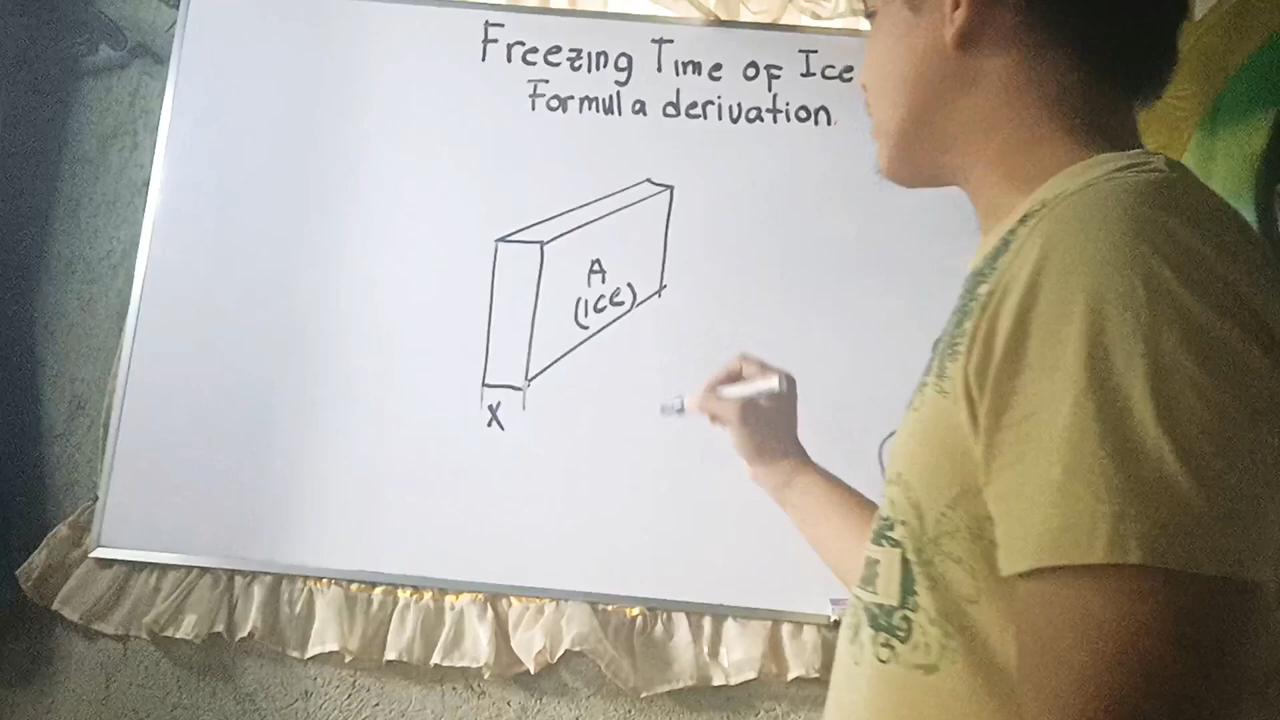 Freezing Time of Ice
Formula derivation
A
(ICE)
X